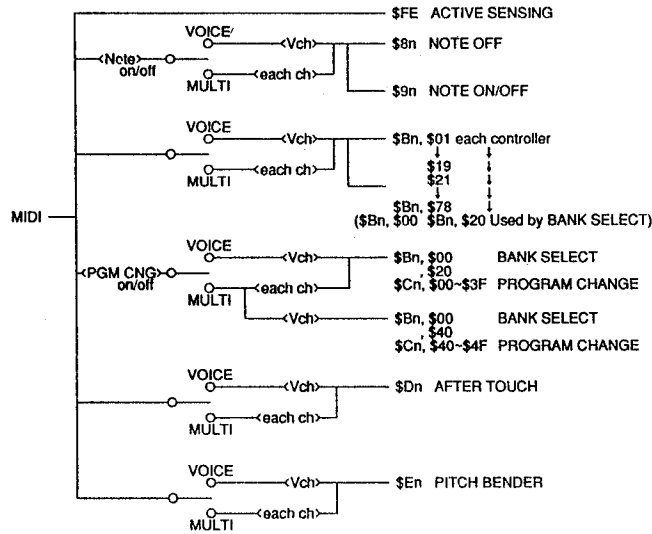 $FE ACTIVE SENSING
VOICE/
<Vch>
$8n NOTE OFF
<Note>
on/off
<each ch>
MULTI
$9n NOTE ON/OFF
VOICE
<Vch>
$Bn, $01 each controller
<each ch>
$19
MULTI
$21
$Bn, $78
MIDI
($Bn, $00 $Bn, $20 Used by BANK SELECT)
VOICE
<Vch>
$Bn, $00 BANK SELECT
<PGM CNG>
, $20
on/off
<each ch>
$Cn, $00~$3F PROGRAM CHANGE
MULTI
<Vch>
$Bn, $00 BANK SELECT
, $40
$Cn, $40~$4F PROGRAM CHANGE
VOICE
<Vch>
$Dn AFTER TOUCH
<each ch>
MULTI
VOICE
<Vch>
$En PITCH BENDER
<each ch>
MULTI